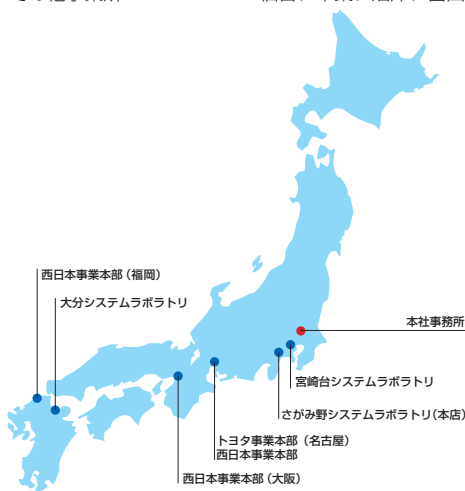 西日本事業本部（福岡）
大分システムラボラトリ
本社事務所
宮崎台システムラボラトリ
さがみ野システムラボラトリ（本店）
トヨタ事業本部（名古屋）
西日本事業本部
西日本事業本部（大阪）